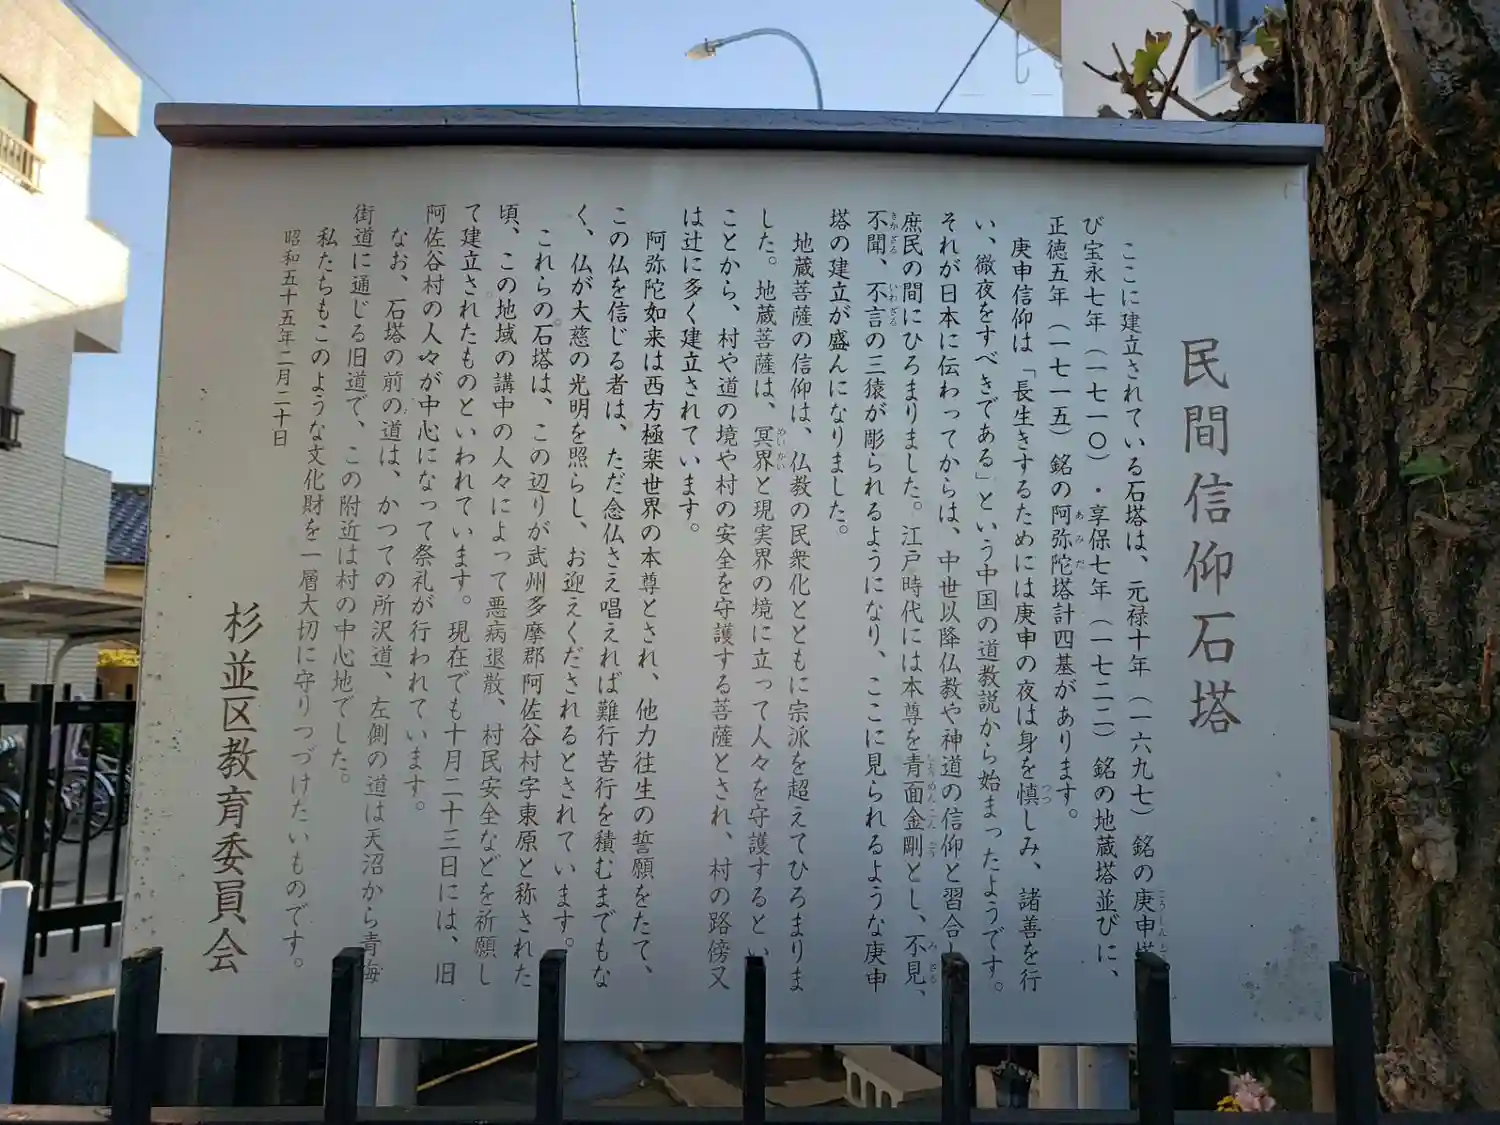 民間信仰石塔
ここに建立されている石塔は、元禄十年（一六九七）銘の庚申塔
び宝永七年（一七一〇）・享保七年（一七二二）銘の地蔵塔並びに、
正徳五年（一七一五）銘の阿弥陀塔計四基があります。
庚申信仰は「長生きするためには庚申の夜は身を慎しみ、諸善を行
い、徹夜をすべきである」という中国の道教説から始まったようです。
それが日本に伝わってからは、中世以降仏教や神道の信仰と習合
庶民の間にひろまりました。江戸時代には本尊を青面金剛とし、不見、
不聞、不言の三猿が彫られるようになり、ここに見られるような庚申
塔の建立が盛んになりました。
地蔵菩薩の信仰は、仏教の民衆化とともに宗派を超えてひろまりま
した。地蔵菩薩は、冥界と現実界の境に立って人々を守護するとい
ことから、村や道の境や村の安全を守護する菩薩とされ、村の路傍又
は辻に多く建立されています。
阿弥陀如来は西方極楽世界の本尊とされ、他力往生の誓願をたて、
この仏を信じる者は、ただ念仏さえ唱えれば難行苦行を積むまでもな
く、仏が大慈の光明を照らし、お迎えくださるとされています。
これらの石塔は、この辺りが武州多摩郡阿佐谷村字東原と称された
頃、この地域の講中の人々によって悪病退散、村民安全などを祈願し
て建立されたものといわれています。現在でも十月二十三日には、旧
阿佐谷村の人々が中心になって祭礼が行われています。
なお、石塔の前の道は、かつての所沢道、左側の道は天沼から青梅
街道に通じる旧道で、この附近は村の中心地でした。
私たちもこのような文化財を一層大切に守りつづけたいものです。
昭和五十五年二月二十日
杉並区教育委員会